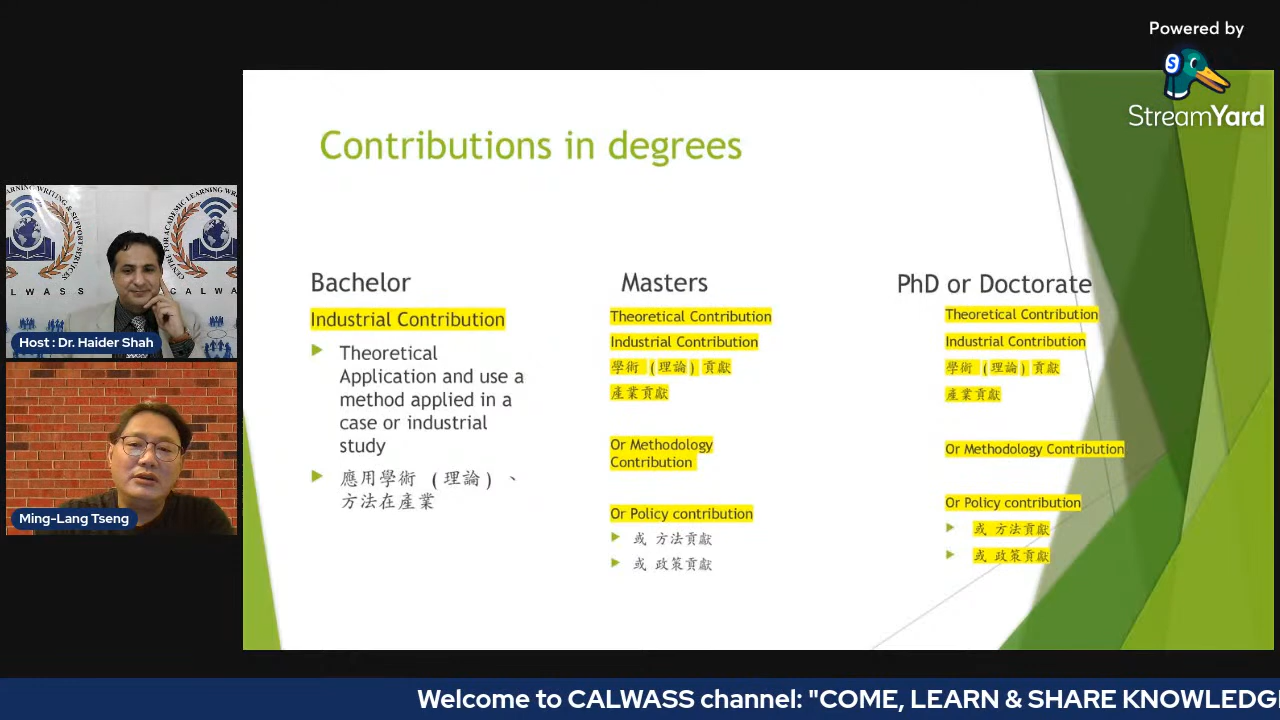 Powered by
StreamYard
Contributions in degrees
Bachelor
Industrial Contribution
Theoretical
Application and use a
method applied in a
case or industrial
study
應用學術 (理論) 、
方法在產業
Masters
Theoretical Contribution
Industrial Contribution
學術 (理論) 貢獻
產業貢獻
Or Methodology
Contribution
Or Policy contribution
或 方法貢獻
或 政策貢獻
PhD or Doctorate
Theoretical Contribution
Industrial Contribution
學術 (理論) 貢獻
產業貢獻
Or Methodology Contribution
Or Policy contribution
或 方法貢獻
或 政策貢獻
Host : Dr. Haider Shah
Ming-Lang Tseng
CALWASS
Welcome to CALWASS channel: "COME, LEARN & SHARE KNOWLEDG